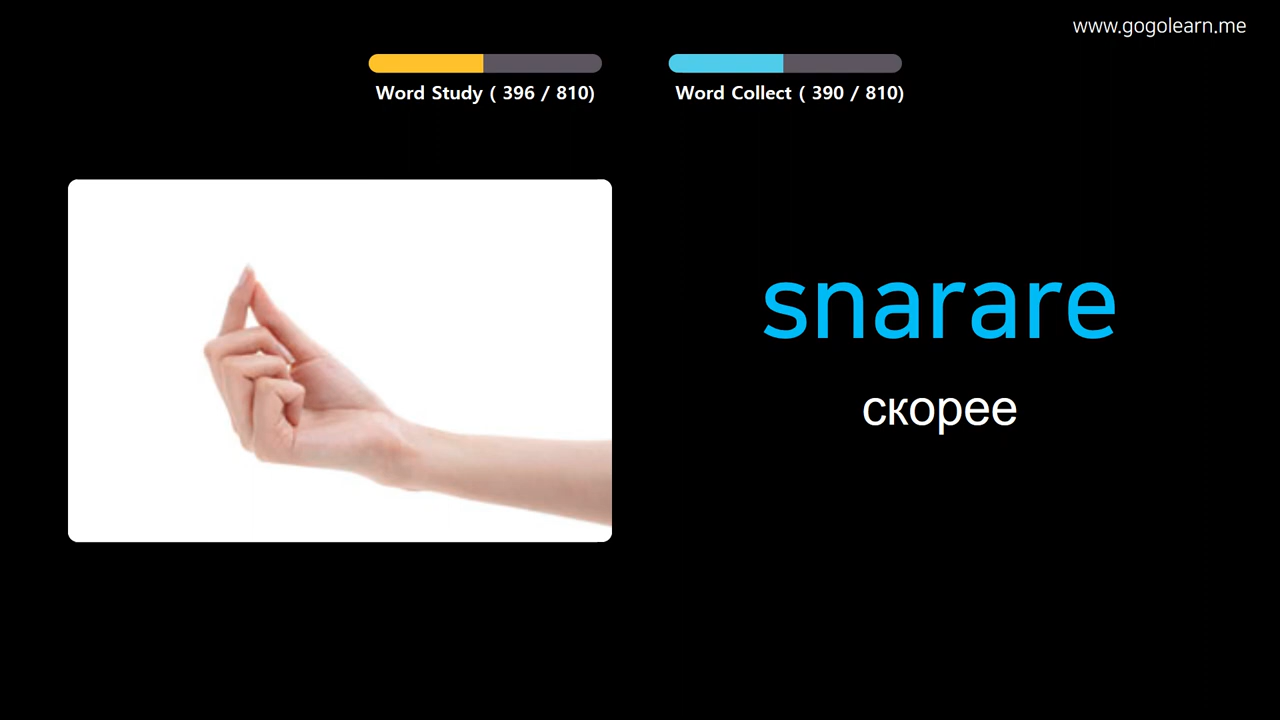 www.gogolearn.me
Word Study ( 396 / 810)
Word Collect ( 390 / 810)
snarare
скорее